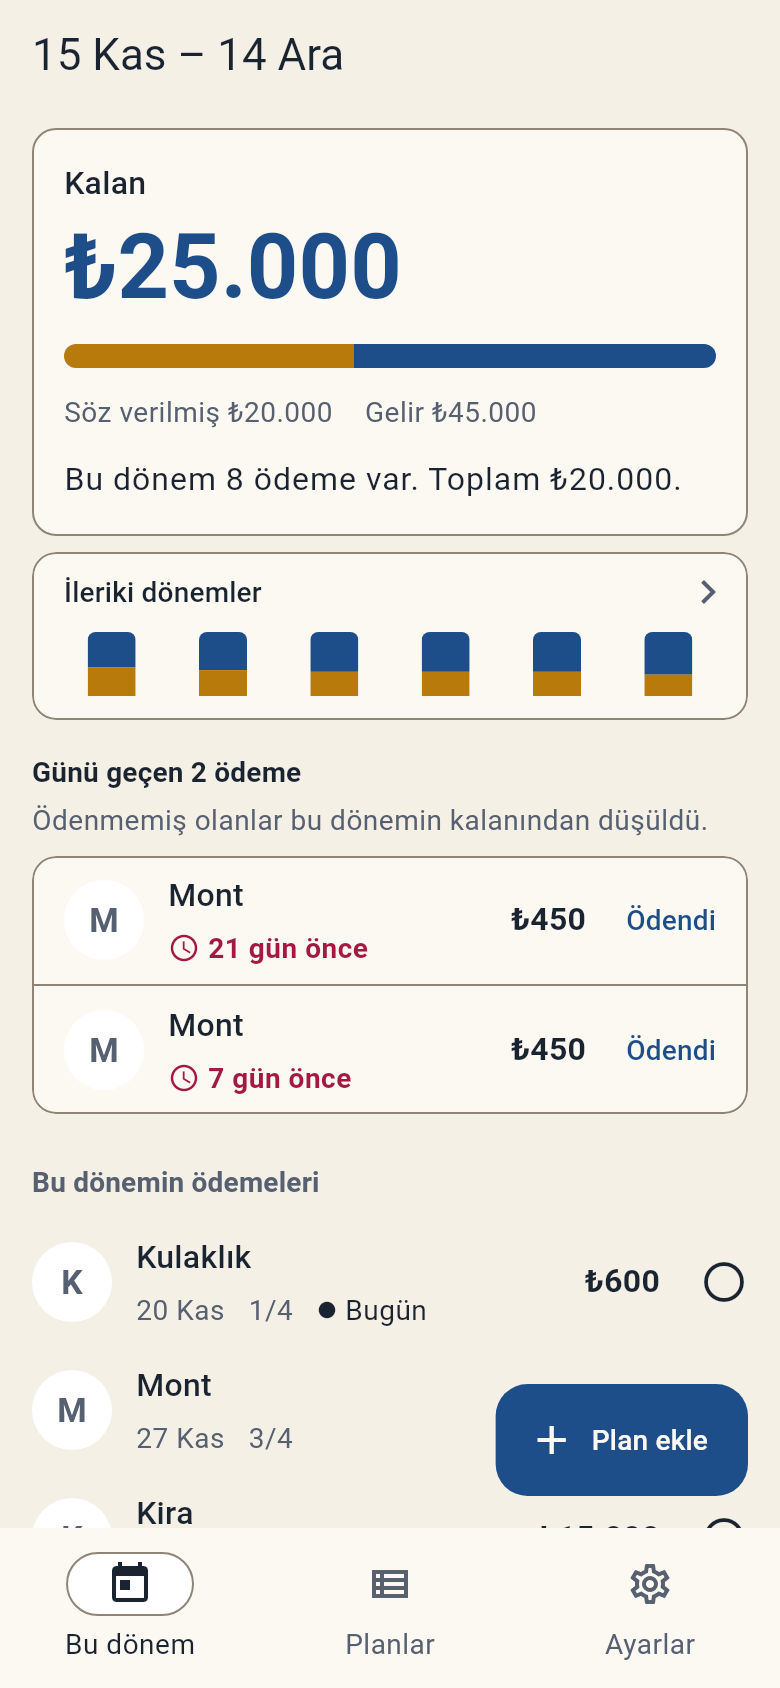 15 Kas – 14 Ara
Kalan
₺25.000
Söz verilmiş ₺20.000 Gelir ₺45.000
Bu dönem 8 ödeme var. Toplam ₺20.000.
İleriki dönemler
Günü geçen 2 ödeme
Ödenmemiş olanlar bu dönemin kalanından düşüldü.
M Mont ₺450 Ödendi
21 gün önce
M Mont ₺450 Ödendi
7 gün önce
Bu dönemin ödemeleri
K Kulaklık ₺600
20 Kas 1/4 Bugün
M Mont
27 Kas 3/4
Plan ekle
Kira
Bu dönem Planlar Ayarlar